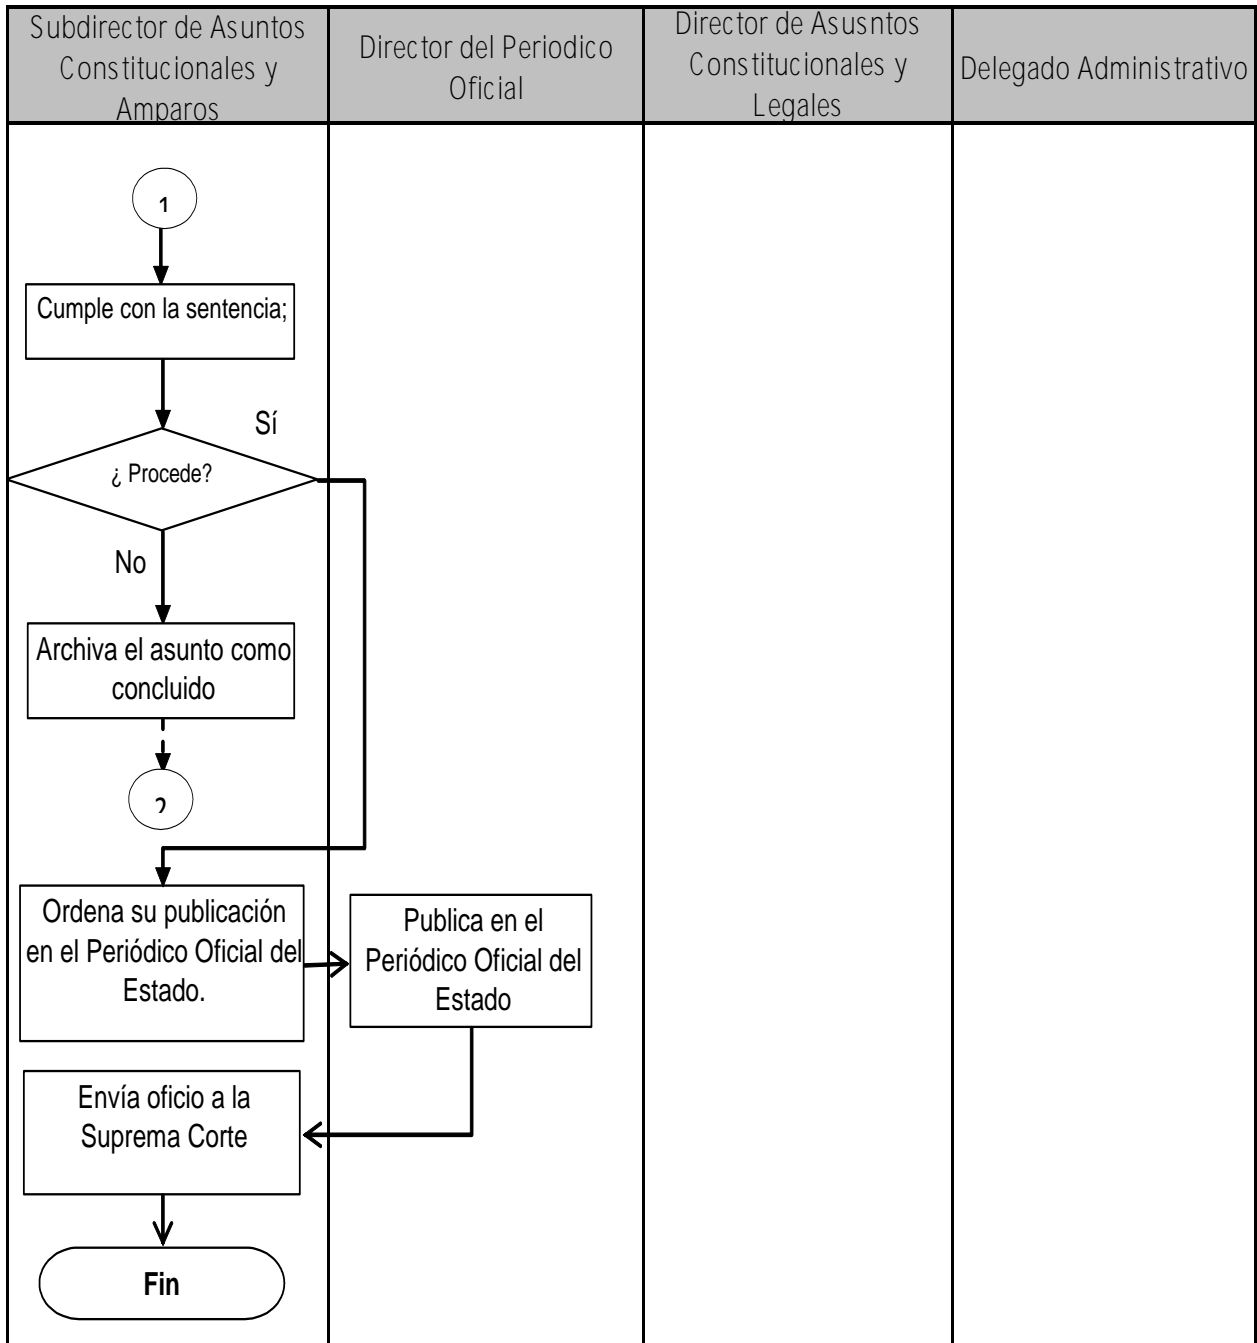 Subdirector de Asuntos
Constitucionales y
Amparos
Director del Periodico
Oficial
Director de Asusntos
Constitucionales y
Legales
Delegado Administrativo
1
Cumple con la sentencia;
Sí
¿ Procede?
No
Archiva el asunto como
concluido
2
Ordena su publicación
en el Periódico Oficial del
Estado.
Publica en el
Periódico Oficial del
Estado
Envía oficio a la
Suprema Corte
Fin